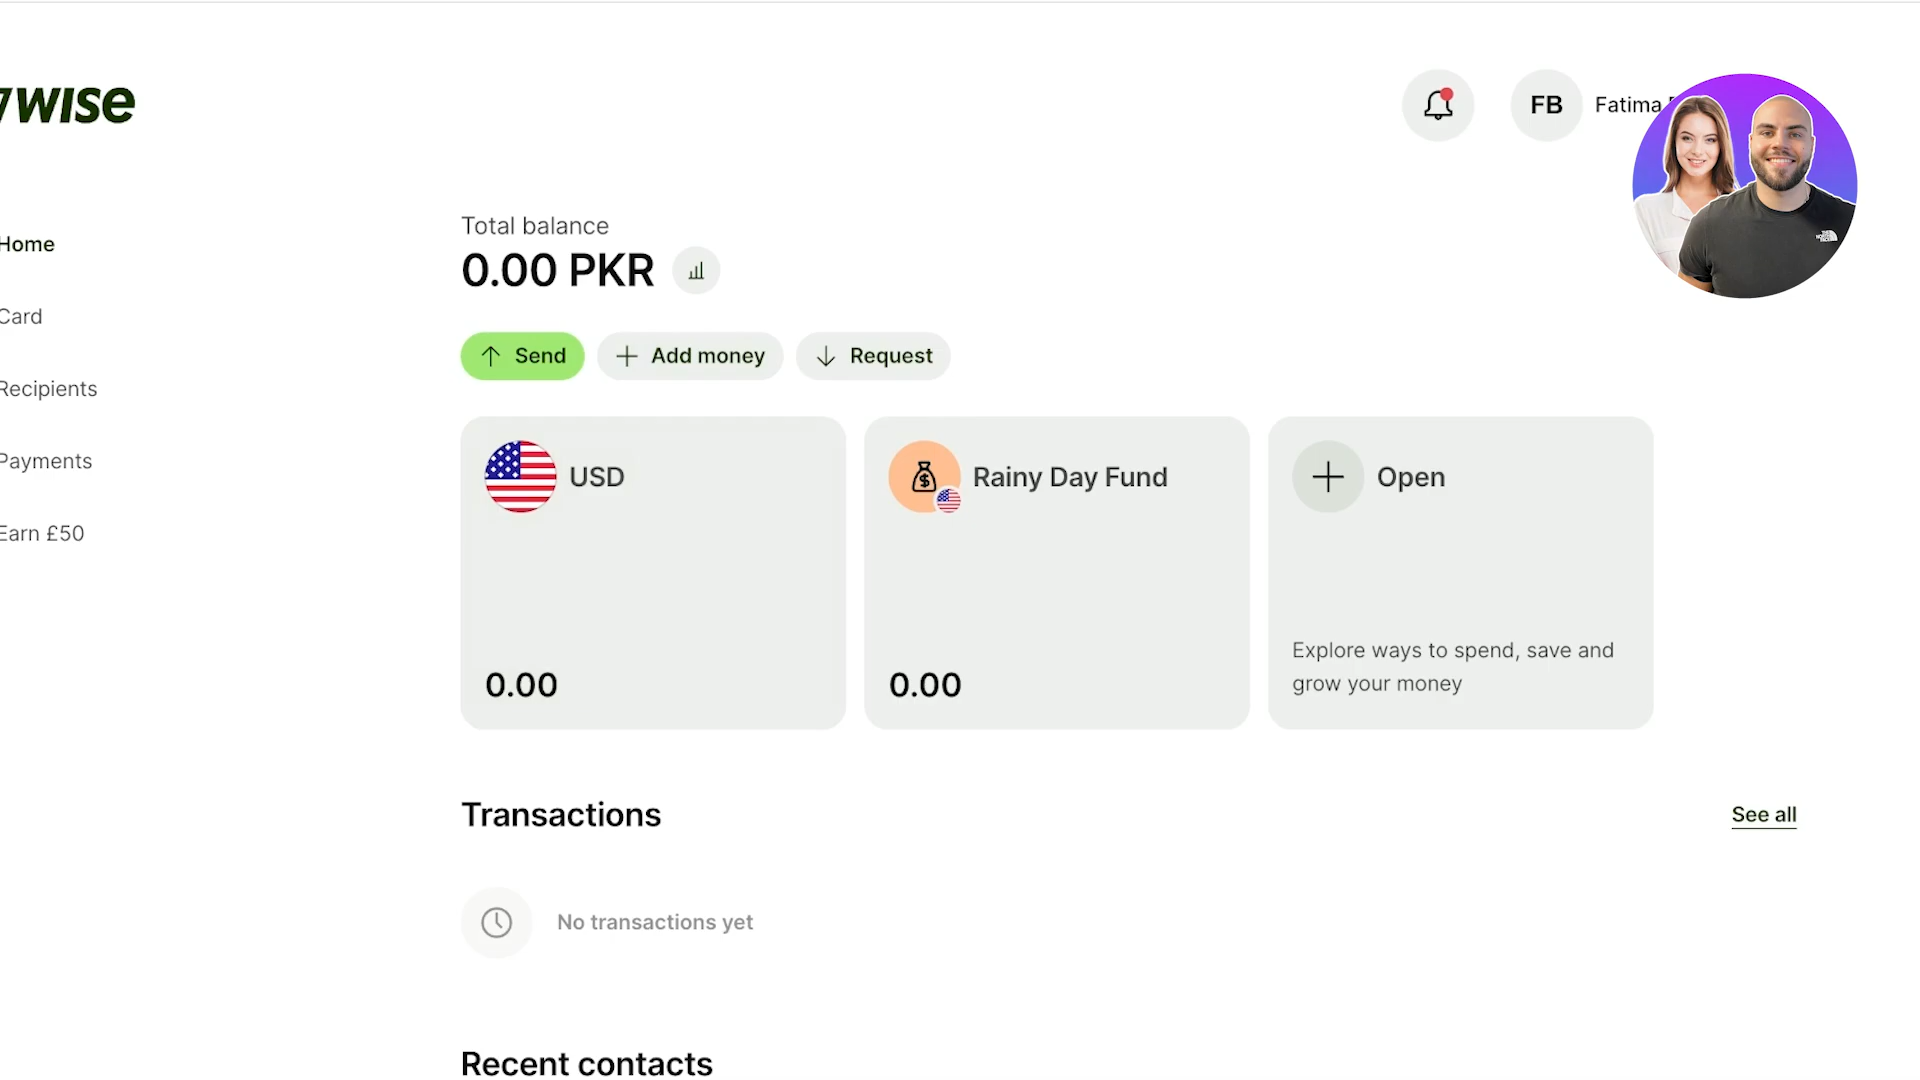 wise
FB
Fatima
Total balance
0.00 PKR
Home
Card
Recipients
Payments
Earn £50
Send
Add money
Request
USD
0.00
Rainy Day Fund
0.00
Open
Explore ways to spend, save and
grow your money
Transactions
See all
No transactions yet
Recent contacts